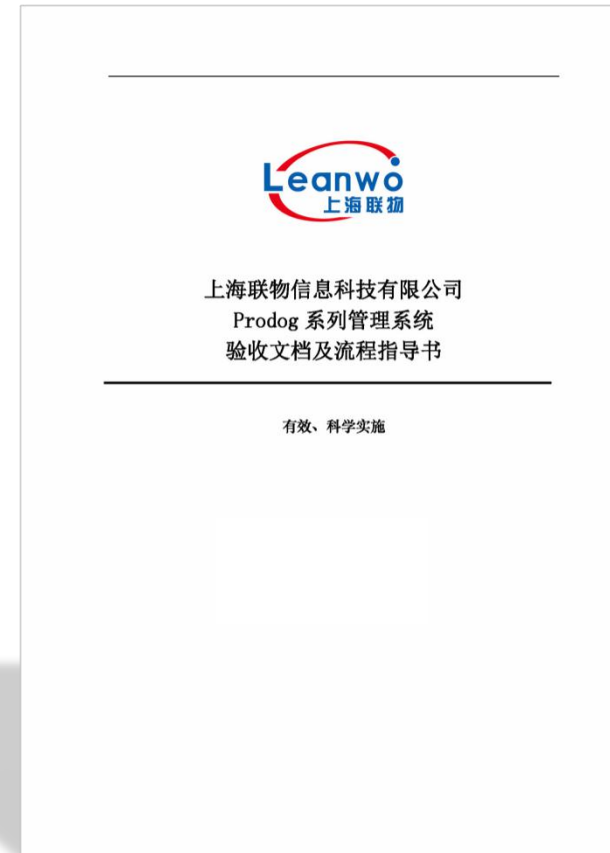 Leanwo
上海联物
上海联物信息科技有限公司
Prodog 系列管理系统
验收文档及流程指导书
有效、科学实施